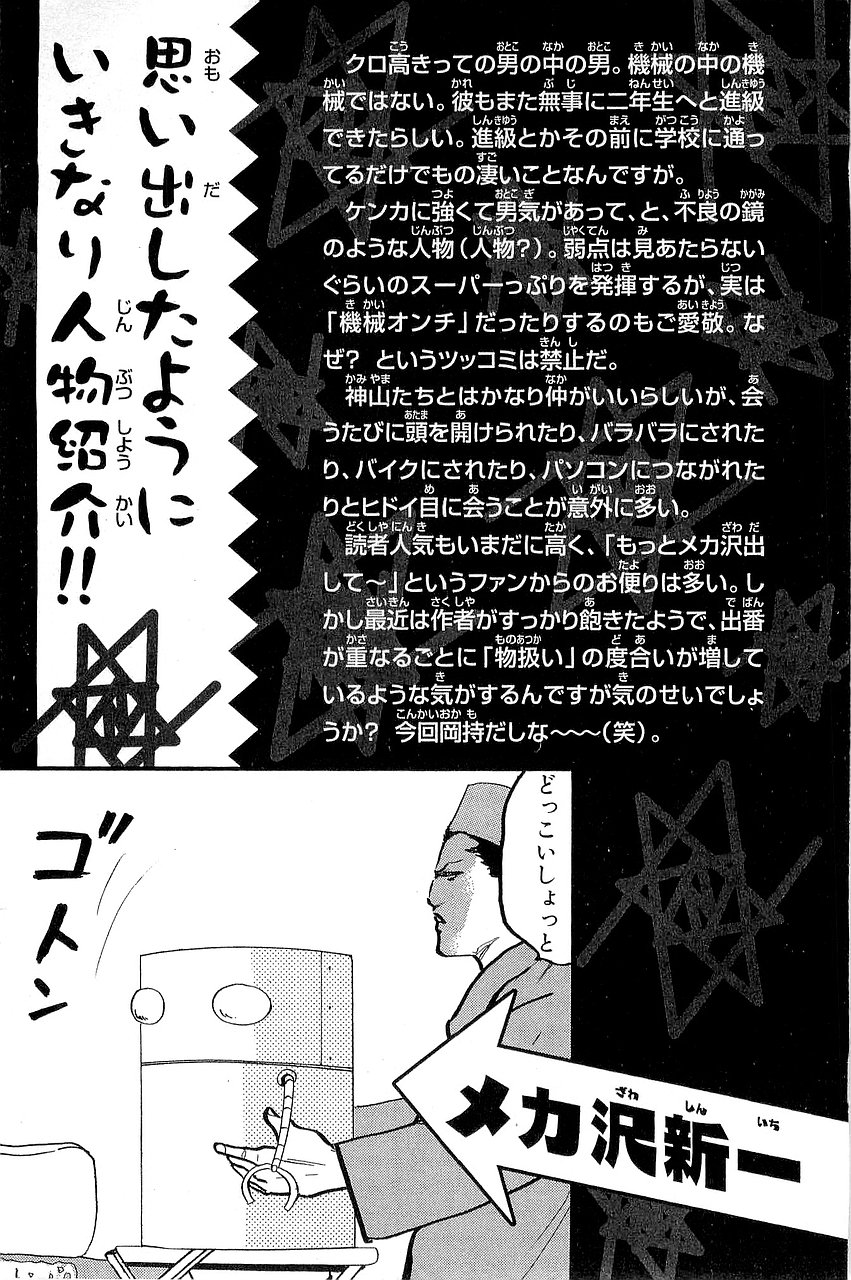 思い出したように
いきなり人物紹介!!
クロ高きっての男の中の男。機械の中の機
械ではない。彼もまた無事に二年生へと進級
できたらしい。進級とかその前に学校に通っ
てるだけでもの凄いことなんですが。
ケンカに強くて男気があって、と、不良の鏡
のような人物(人物?)。弱点は見あたらない
ぐらいのスーパーっぷりを発揮するが、実は
「機械オンチ」だったりするのもご愛敬。な
ぜ? というツッコミは禁止だ。
神山たちとはかなり仲がいいらしいが、会
うたびに頭を開けられたり、バラバラにされた
り、バイクにされたり、パソコンにつながれた
りとヒドイ目に会うことが意外に多い。
読者人気もいまだに高く、「もっとメカ沢出
して〜」というファンからのお便りは多い。し
かし最近は作者がすっかり飽きたようで、出番
が重なるごとに「物扱い」の度合いが増して
いるような気がするんですが気のせいでしょ
うか? 今回岡持だしな〜〜〜(笑)。
どっこいしょっと
ゴトン
メカ沢新一